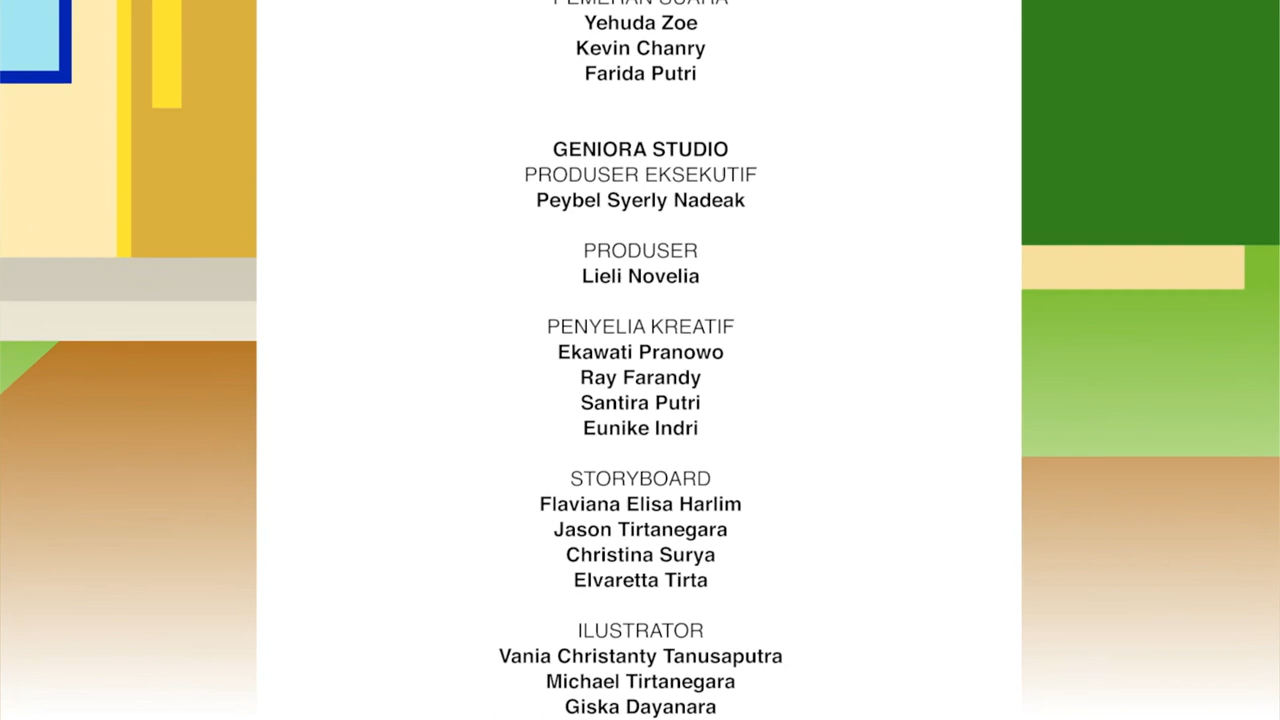 PEMERAN SUARA
Yehuda Zoe
Kevin Chanry
Farida Putri
GENIORA STUDIO
PRODUSER EKSEKUTIF
Peybel Syerly Nadeak
PRODUSER
Lieli Novelia
PENYELIA KREATIF
Ekawati Pranowo
Ray Farandy
Santira Putri
Eunike Indri
STORYBOARD
Flaviana Elisa Harlim
Jason Tirtanegara
Christina Surya
Elvaretta Tirta
ILUSTRATOR
Vania Christanty Tanusaputra
Michael Tirtanegara
Giska Dayanara